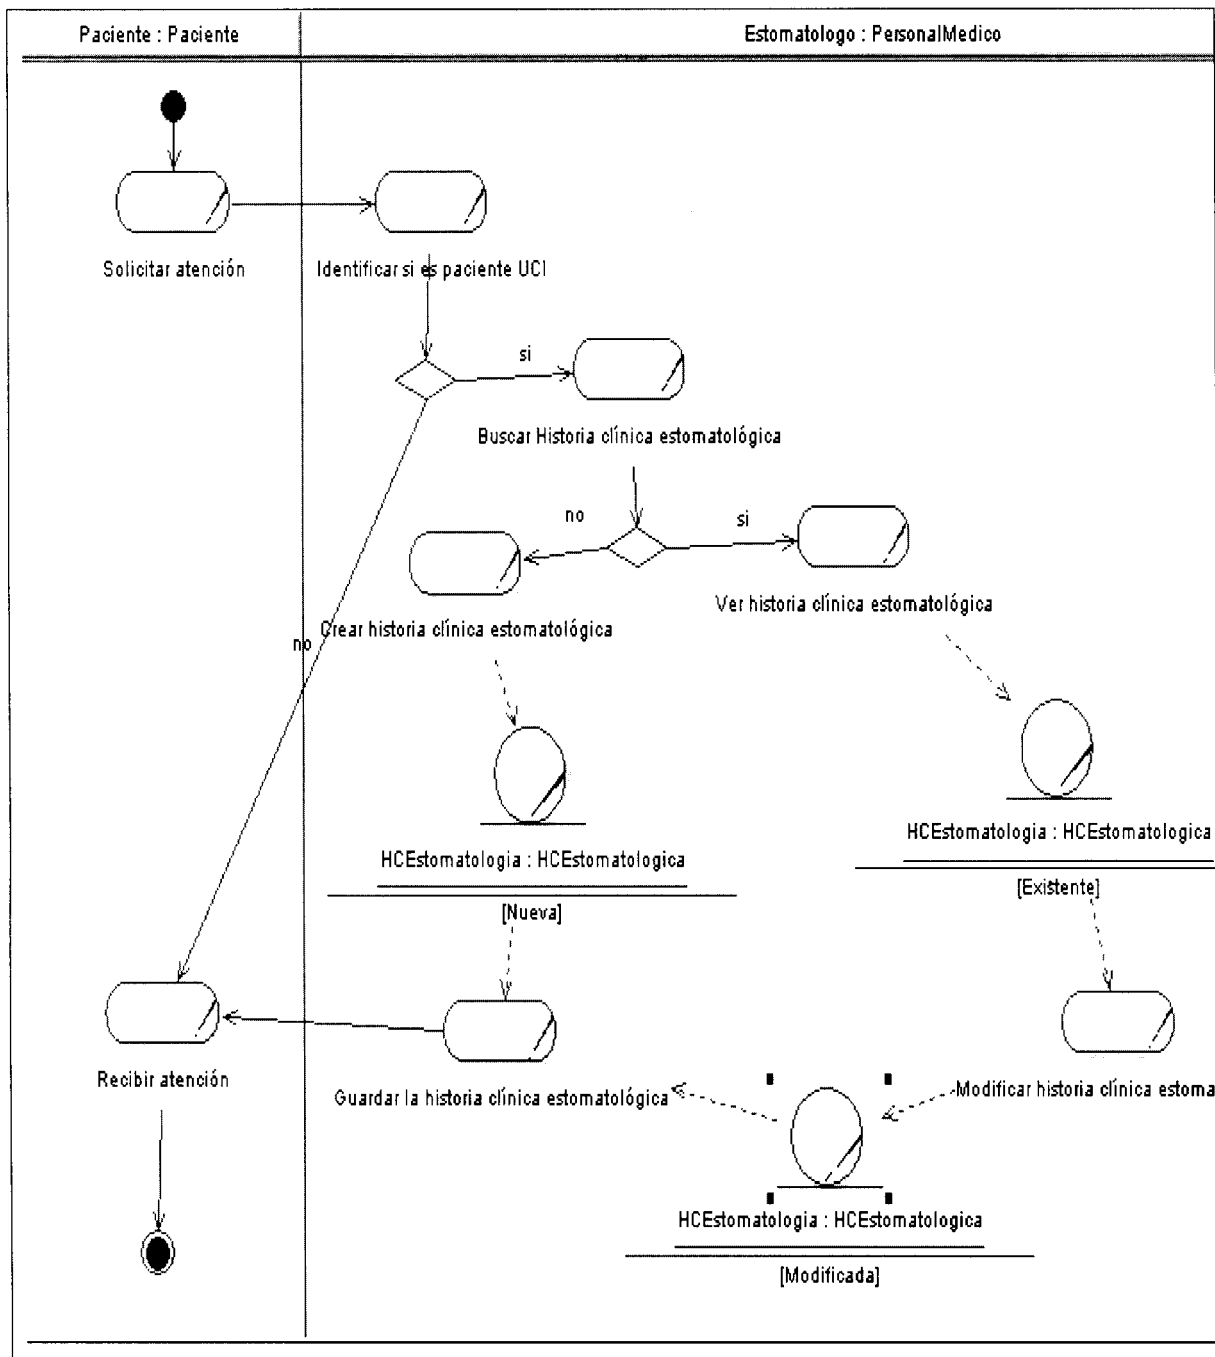 Paciente : Paciente
Estomatologo : PersonalMedico
Solicitar atención
Identificar si es paciente UCI
si
Buscar Historia clínica estomatológica
no
si
Ver historia clínica estomatológica
Crear historia clínica estomatológica
no
HCEstomatologia : HCEstomatologica
[Existente]
HCEstomatologia : HCEstomatologica
[Nueva]
Recibir atención
Guardar la historia clínica estomatológica
Modificar historia clínica estoma
HCEstomatologia : HCEstomatologica
[Modificada]